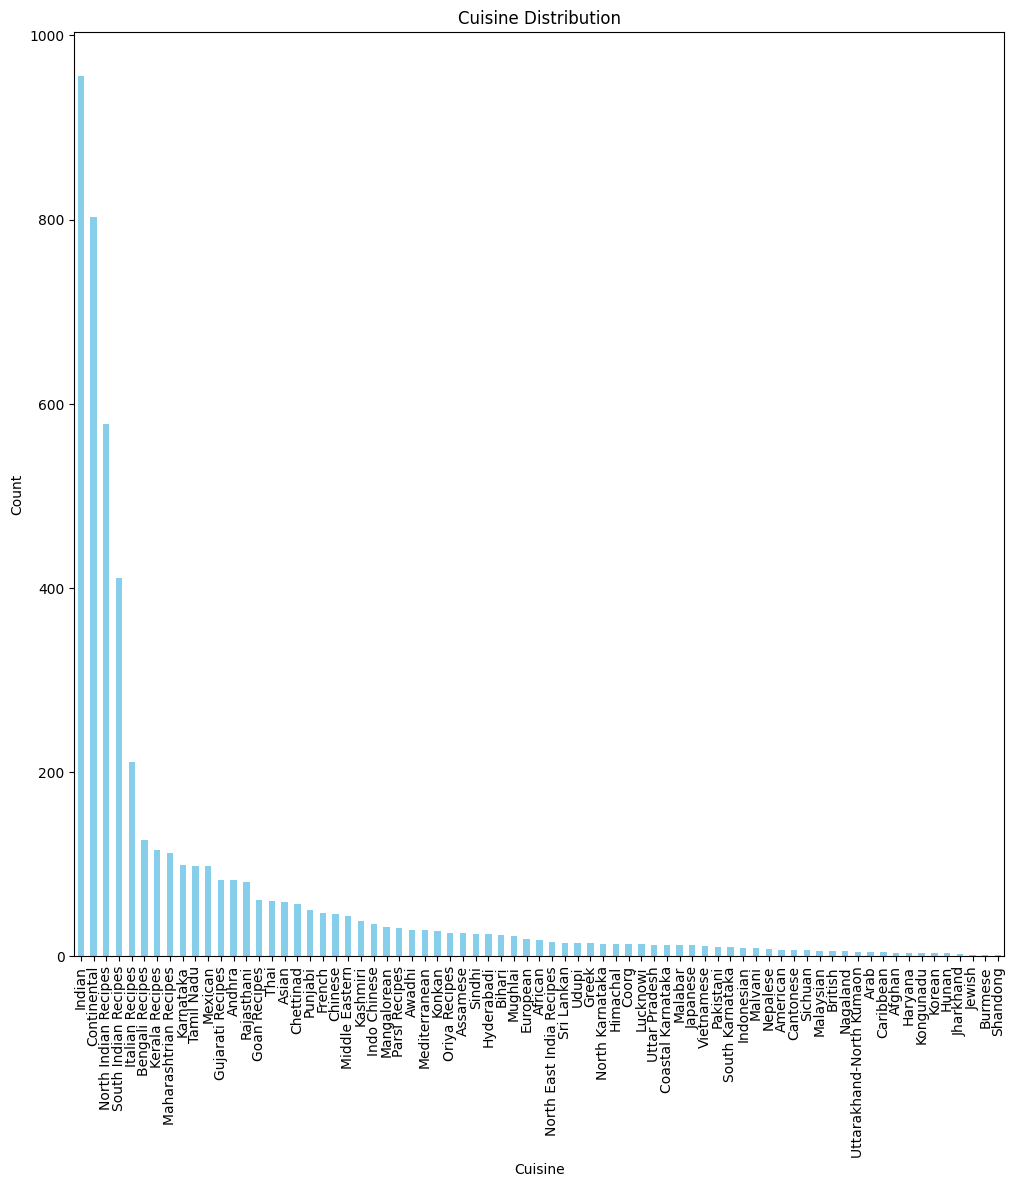 Cuisine Distribution
1000
800
600
400
200
0
Count
Indian
Continental
North Indian Recipes
South Indian Recipes
Italian Recipes
Bengali Recipes
Kerala Recipes
Maharashtrian Recipes
Karnataka
Tamil Nadu
Mexican
Gujarati Recipes
Andhra
Rajasthani
Goan Recipes
Thai
Asian
Chettinad
Punjabi
French
Chinese
Middle Eastern
Kashmiri
Indo Chinese
Mangalorean
Parsi Recipes
Awadhi
Mediterranean
Konkan
Oriya Recipes
Assamese
Sindhi
Hyderabadi
Bihari
Mughlai
European
African
North East India Recipes
Sri Lankan
Udupi
Greek
North Karnataka
Himachal
Coorg
Lucknowi
Uttar Pradesh
Coastal Karnataka
Malabar
Japanese
Vietnamese
Pakistani
South Karnataka
Indonesian
Malvani
Nepalese
American
Cantonese
Sichuan
Malaysian
British
Nagaland
Uttarakhand-North Kumaon
Arab
Caribbean
Afghan
Haryana
Kongunadu
Korean
Hunan
Jharkhand
Jewish
Burmese
Shandong
Cuisine